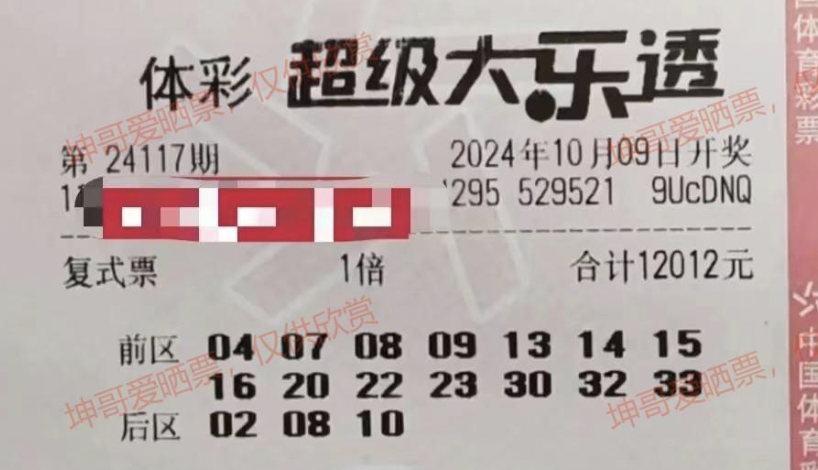 体彩 超级大乐透
第 24117期 2024年10月09日开奖
295 529521 9UcDNQ
复式票 1倍 合计12012元
前区 04 07 08 09 13 14 15
16 20 22 23 30 32 33
后区 02 08 10
坤哥爱晒票，仅供欣赏
坤哥爱晒票，
坤哥爱晒票，仅供欣赏
坤哥爱晒票，
国体育彩票
中国体育